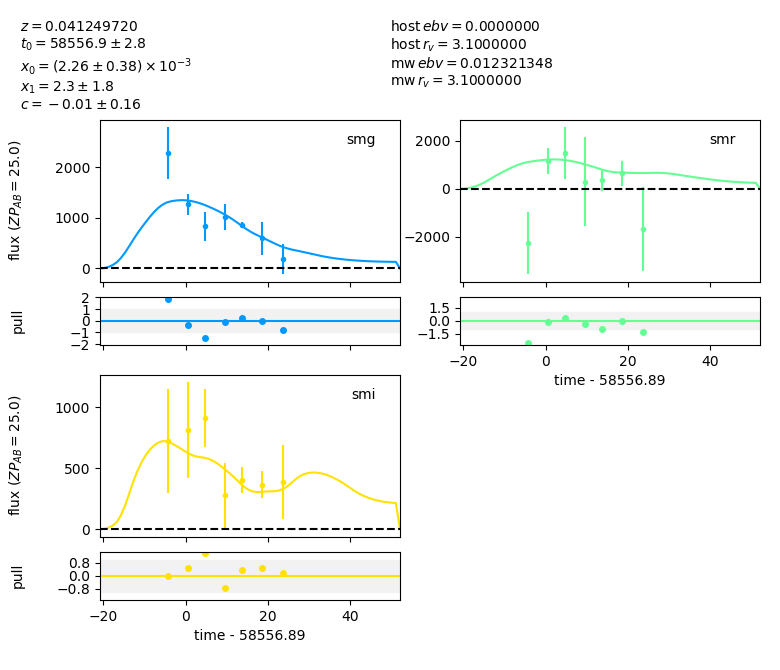 z = 0.041249720
t₀ = 58556.9 ± 2.8
x₀ = (2.26 ± 0.38) × 10⁻³
x₁ = 2.3 ± 1.8
c = −0.01 ± 0.16
host ebv = 0.0000000
host r_v = 3.1000000
mw ebv = 0.012321348
mw r_v = 3.1000000
flux (ZP_AB = 25.0)
2000
1000
0
smg
2000
0
−2000
smr
pull
2
1
0
−1
−2
1.5
0.0
−1.5
−20 0 20 40
time - 58556.89
flux (ZP_AB = 25.0)
1000
500
0
smi
pull
0.8
0.0
−0.8
−20 0 20 40
time - 58556.89